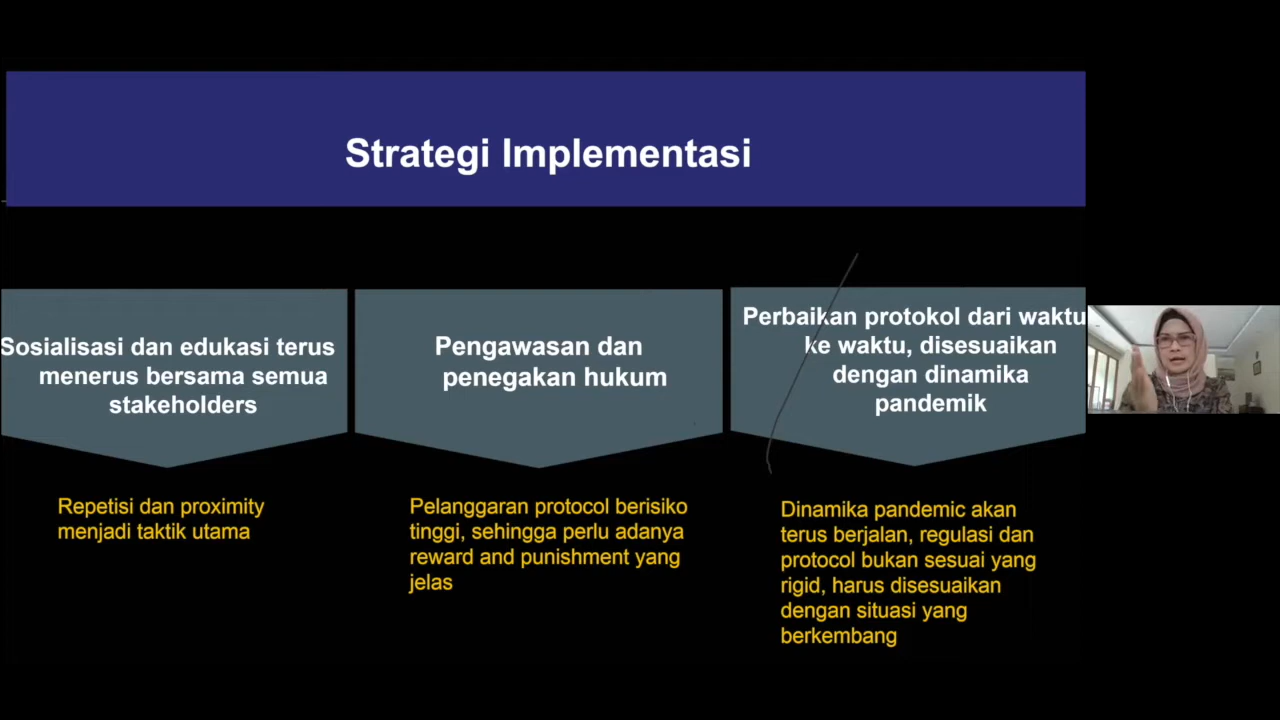 Strategi Implementasi
Sosialisasi dan edukasi terus
menerus bersama semua
stakeholders
Pengawasan dan
penegakan hukum
Perbaikan protokol dari waktu
ke waktu, disesuaikan
dengan dinamika
pandemik
Repetisi dan proximity
menjadi taktik utama
Pelanggaran protocol berisiko
tinggi, sehingga perlu adanya
reward and punishment yang
jelas
Dinamika pandemic akan
terus berjalan, regulasi dan
protocol bukan sesuai yang
rigid, harus disesuaikan
dengan situasi yang
berkembang